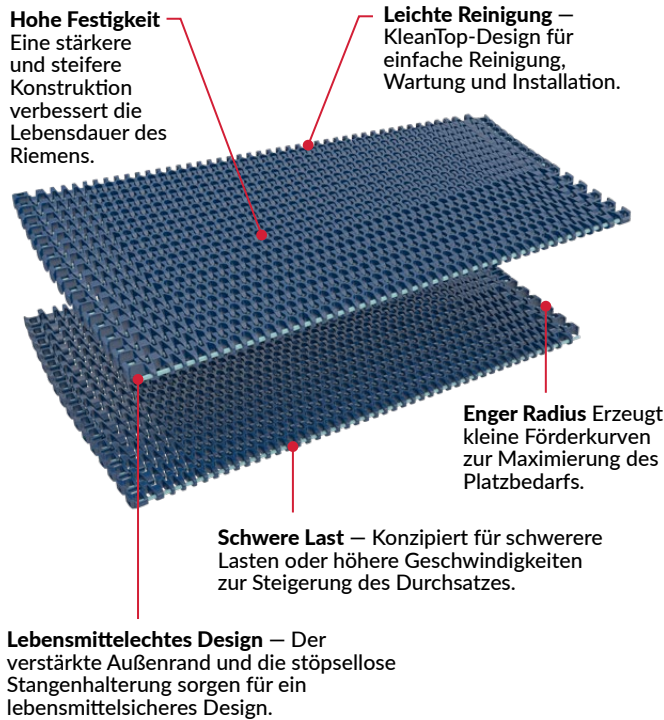 Hohe Festigkeit
Eine stärkere
und steifere
Konstruktion
verbessert die
Lebensdauer des
Riemens.
Leichte Reinigung —
KleanTop-Design für
einfache Reinigung,
Wartung und Installation.
Enger Radius Erzeugt
kleine Förderkurven
zur Maximierung des
Platzbedarfs.
Schwere Last — Konzipiert für schwerere
Lasten oder höhere Geschwindigkeiten
zur Steigerung des Durchsatzes.
Lebensmittelechtes Design — Der
verstärkte Außenrand und die stöpsellose
Stangenhalterung sorgen für ein
lebensmittelsicheres Design.